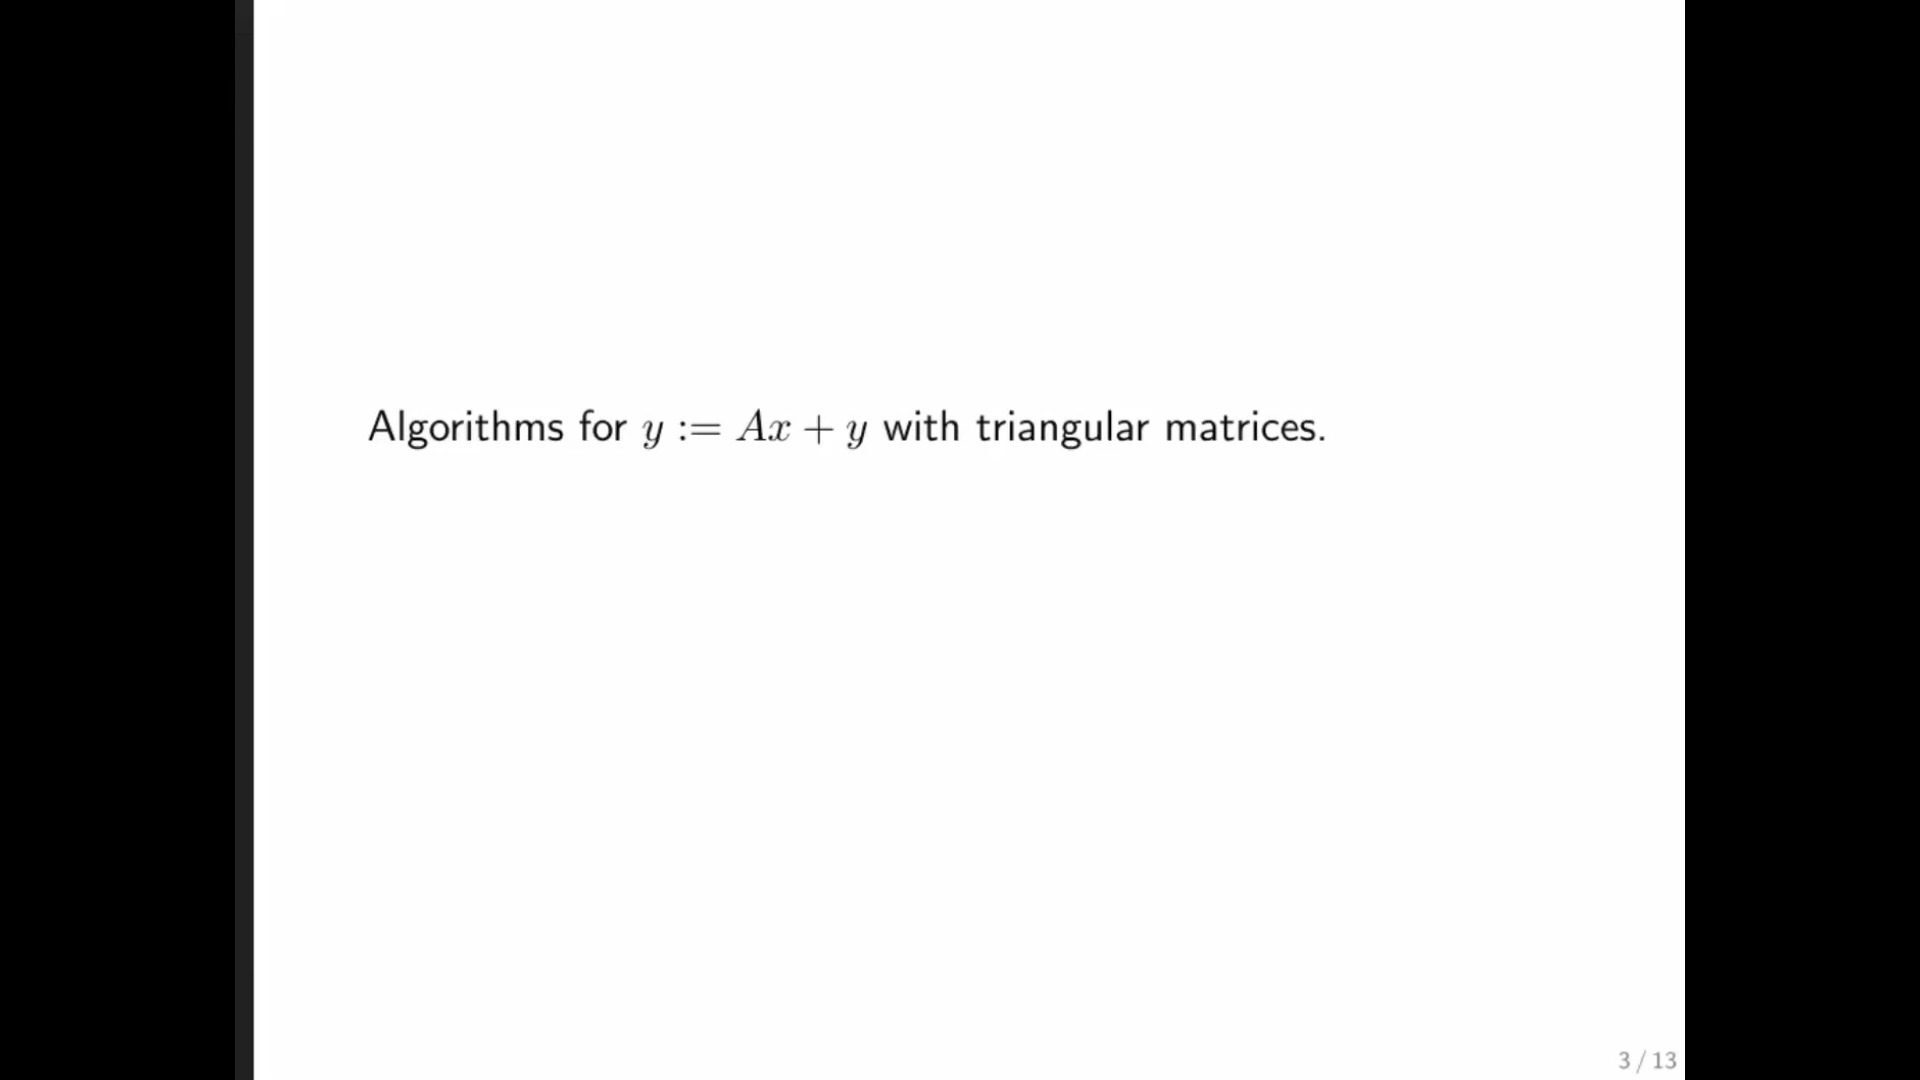 Algorithms for y := Ax + y with triangular matrices.
3 / 13